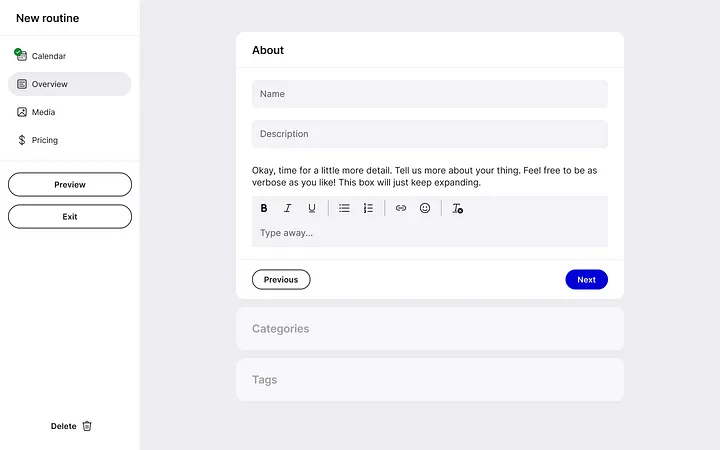 New routine
Calendar
Overview
Media
Pricing
Preview
Exit
Delete
About
Name
Description
Okay, time for a little more detail. Tell us more about your thing. Feel free to be as
verbose as you like! This box will just keep expanding.
B I U
Type away...
Previous
Next
Categories
Tags